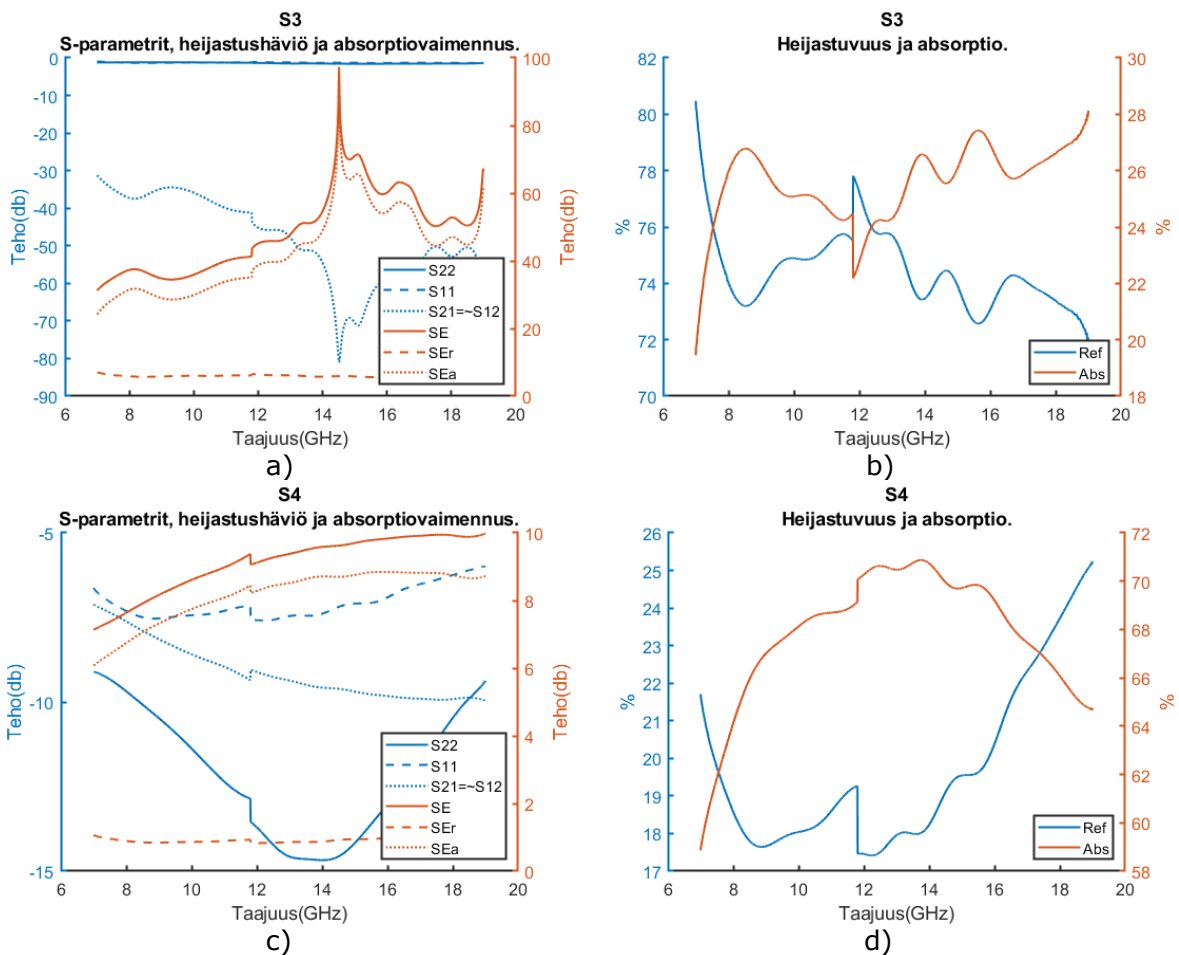 S3
S-parametrit, heijastushäviö ja absorptiovaimennus.
0
-10
-20
-30
-40
-50
-60
-70
-80
-90
Teho(db)
100
80
60
40
20
0
Teho(db)
6 8 10 12 14 16 18 20
Taajuus(GHz)
S22
S11
S21=~S12
SE
SEr
SEa
a)
S3
Heijastuvuus ja absorptio.
82
80
78
76
74
72
70
%
30
28
26
24
22
20
18
%
6 8 10 12 14 16 18 20
Taajuus(GHz)
Ref
Abs
b)
S4
S-parametrit, heijastushäviö ja absorptiovaimennus.
-5
-10
-15
Teho(db)
10
8
6
4
2
0
Teho(db)
6 8 10 12 14 16 18 20
Taajuus(GHz)
S22
S11
S21=~S12
SE
SEr
SEa
c)
S4
Heijastuvuus ja absorptio.
26
25
24
23
22
21
20
19
18
17
%
72
70
68
66
64
62
60
58
%
6 8 10 12 14 16 18 20
Taajuus(GHz)
Ref
Abs
d)